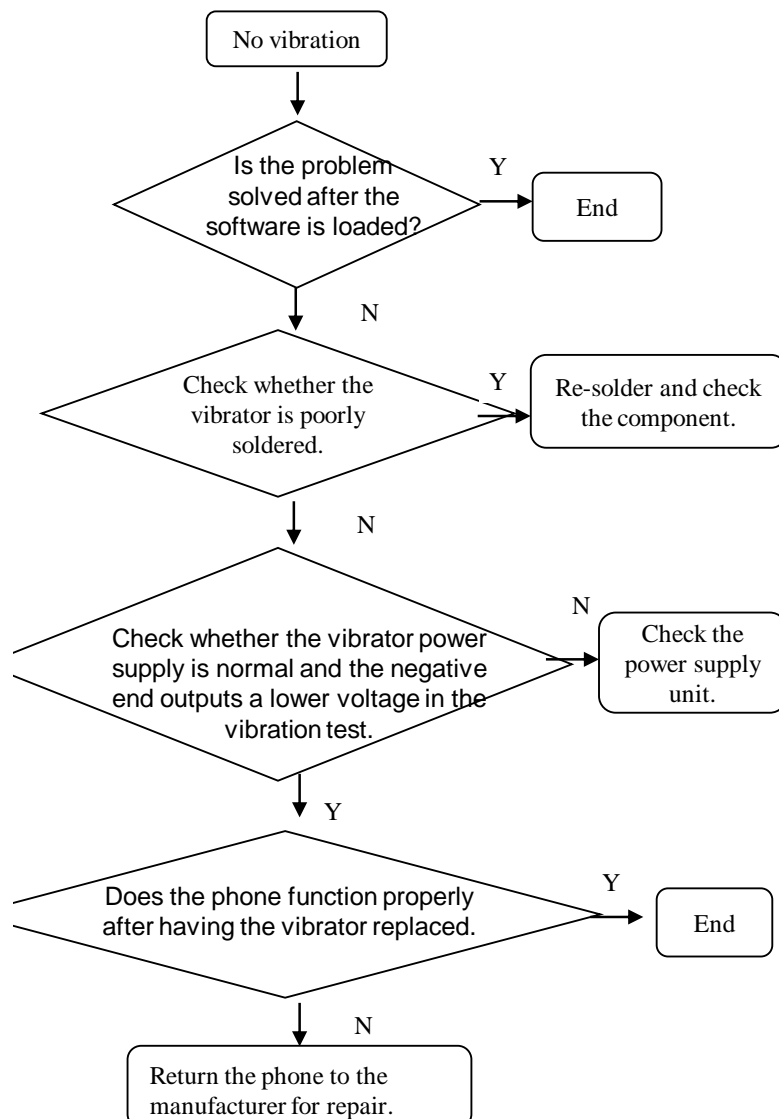 No vibration
Is the problem
solved after the
software is loaded?
Y
End
N
Check whether the
vibrator is poorly
soldered.
Y
Re-solder and check
the component.
N
Check whether the vibrator power
supply is normal and the negative
end outputs a lower voltage in the
vibration test.
N
Check the
power supply
unit.
Y
Does the phone function properly
after having the vibrator replaced.
Y
End
N
Return the phone to the
manufacturer for repair.